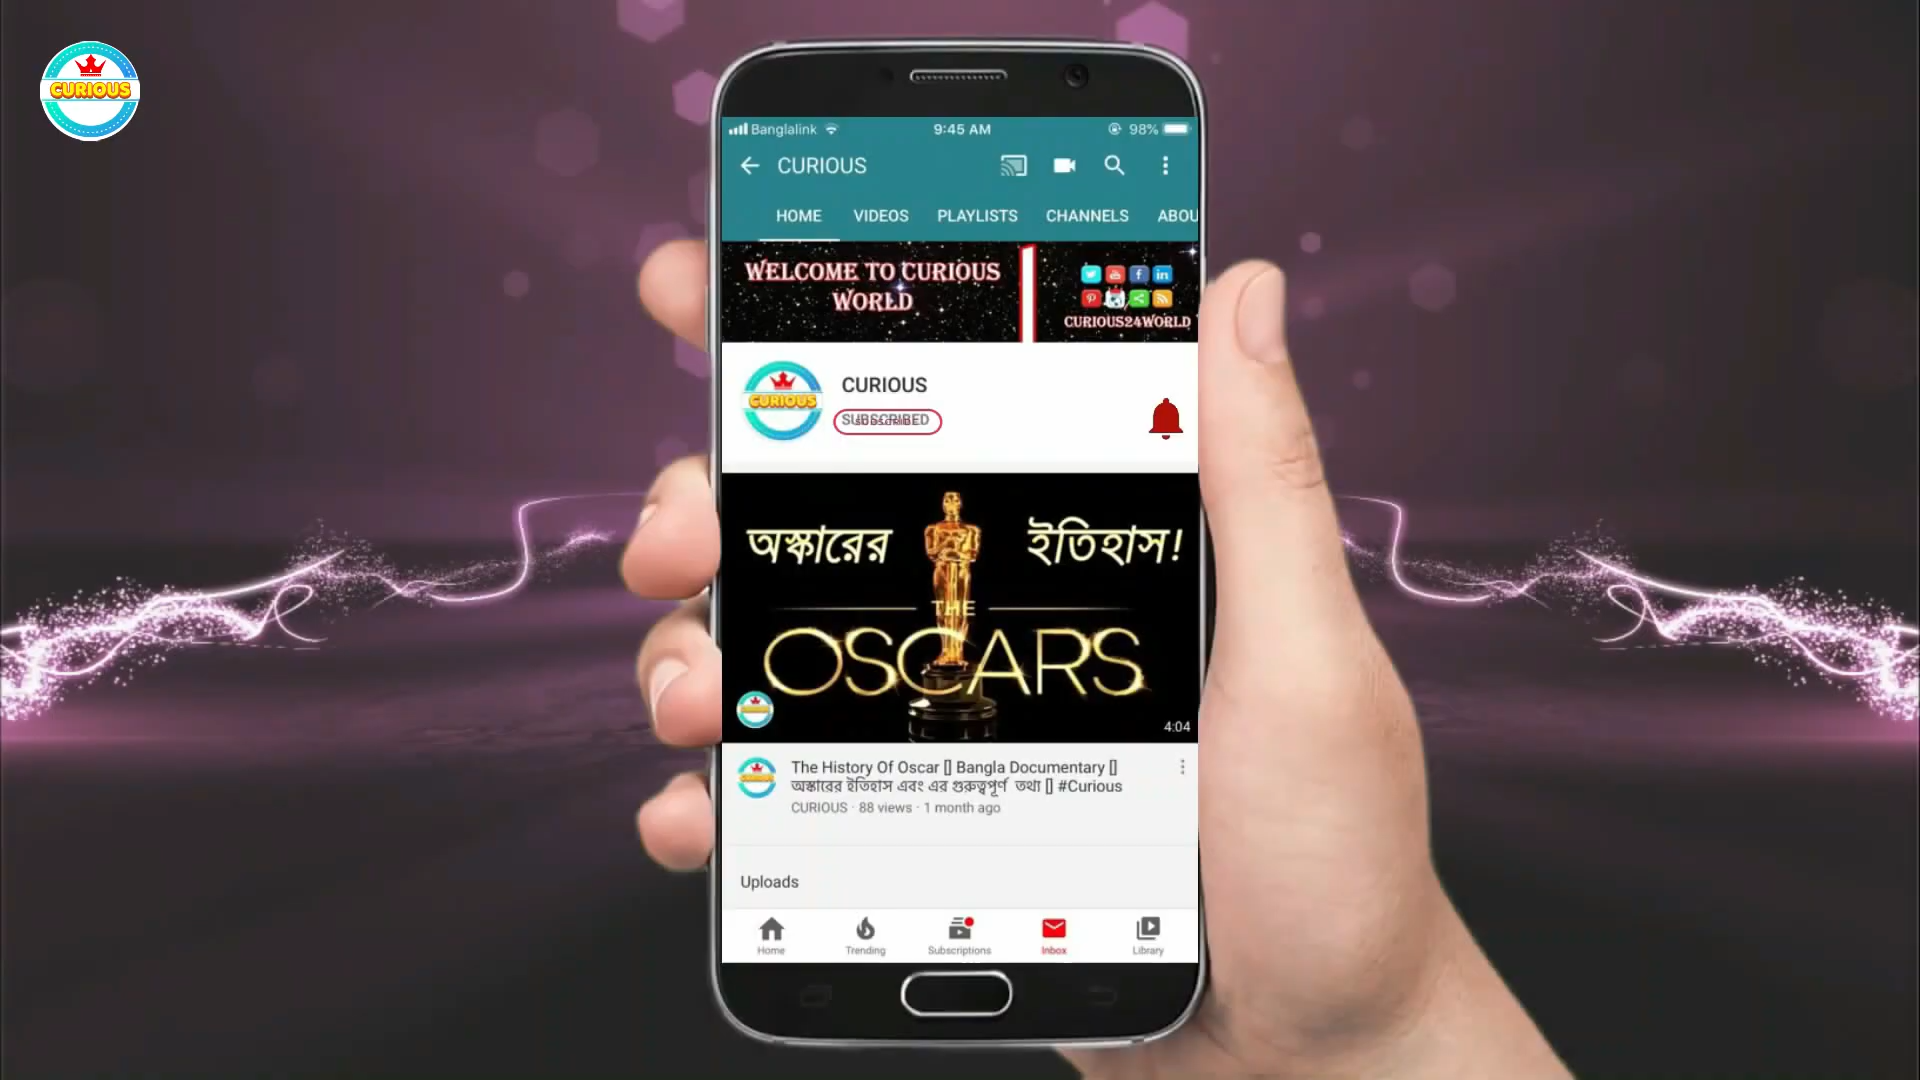 CURIOUS
Banglalink 9:45 AM 98%
CURIOUS
HOME VIDEOS PLAYLISTS CHANNELS ABOU
WELCOME TO CURIOUS
WORLD
CURIOUS24WORLD
CURIOUS
CURIOUS
SUBSCRIBED
অস্কারের ইতিহাস!
THE
OSCARS
4:04
CURIOUS
The History Of Oscar [] Bangla Documentary []
অস্কারের ইতিহাস এবং এর গুরুত্বপূর্ণ তথ্য [] #Curious
CURIOUS · 88 views · 1 month ago
Uploads
Home Trending Subscriptions Inbox Library